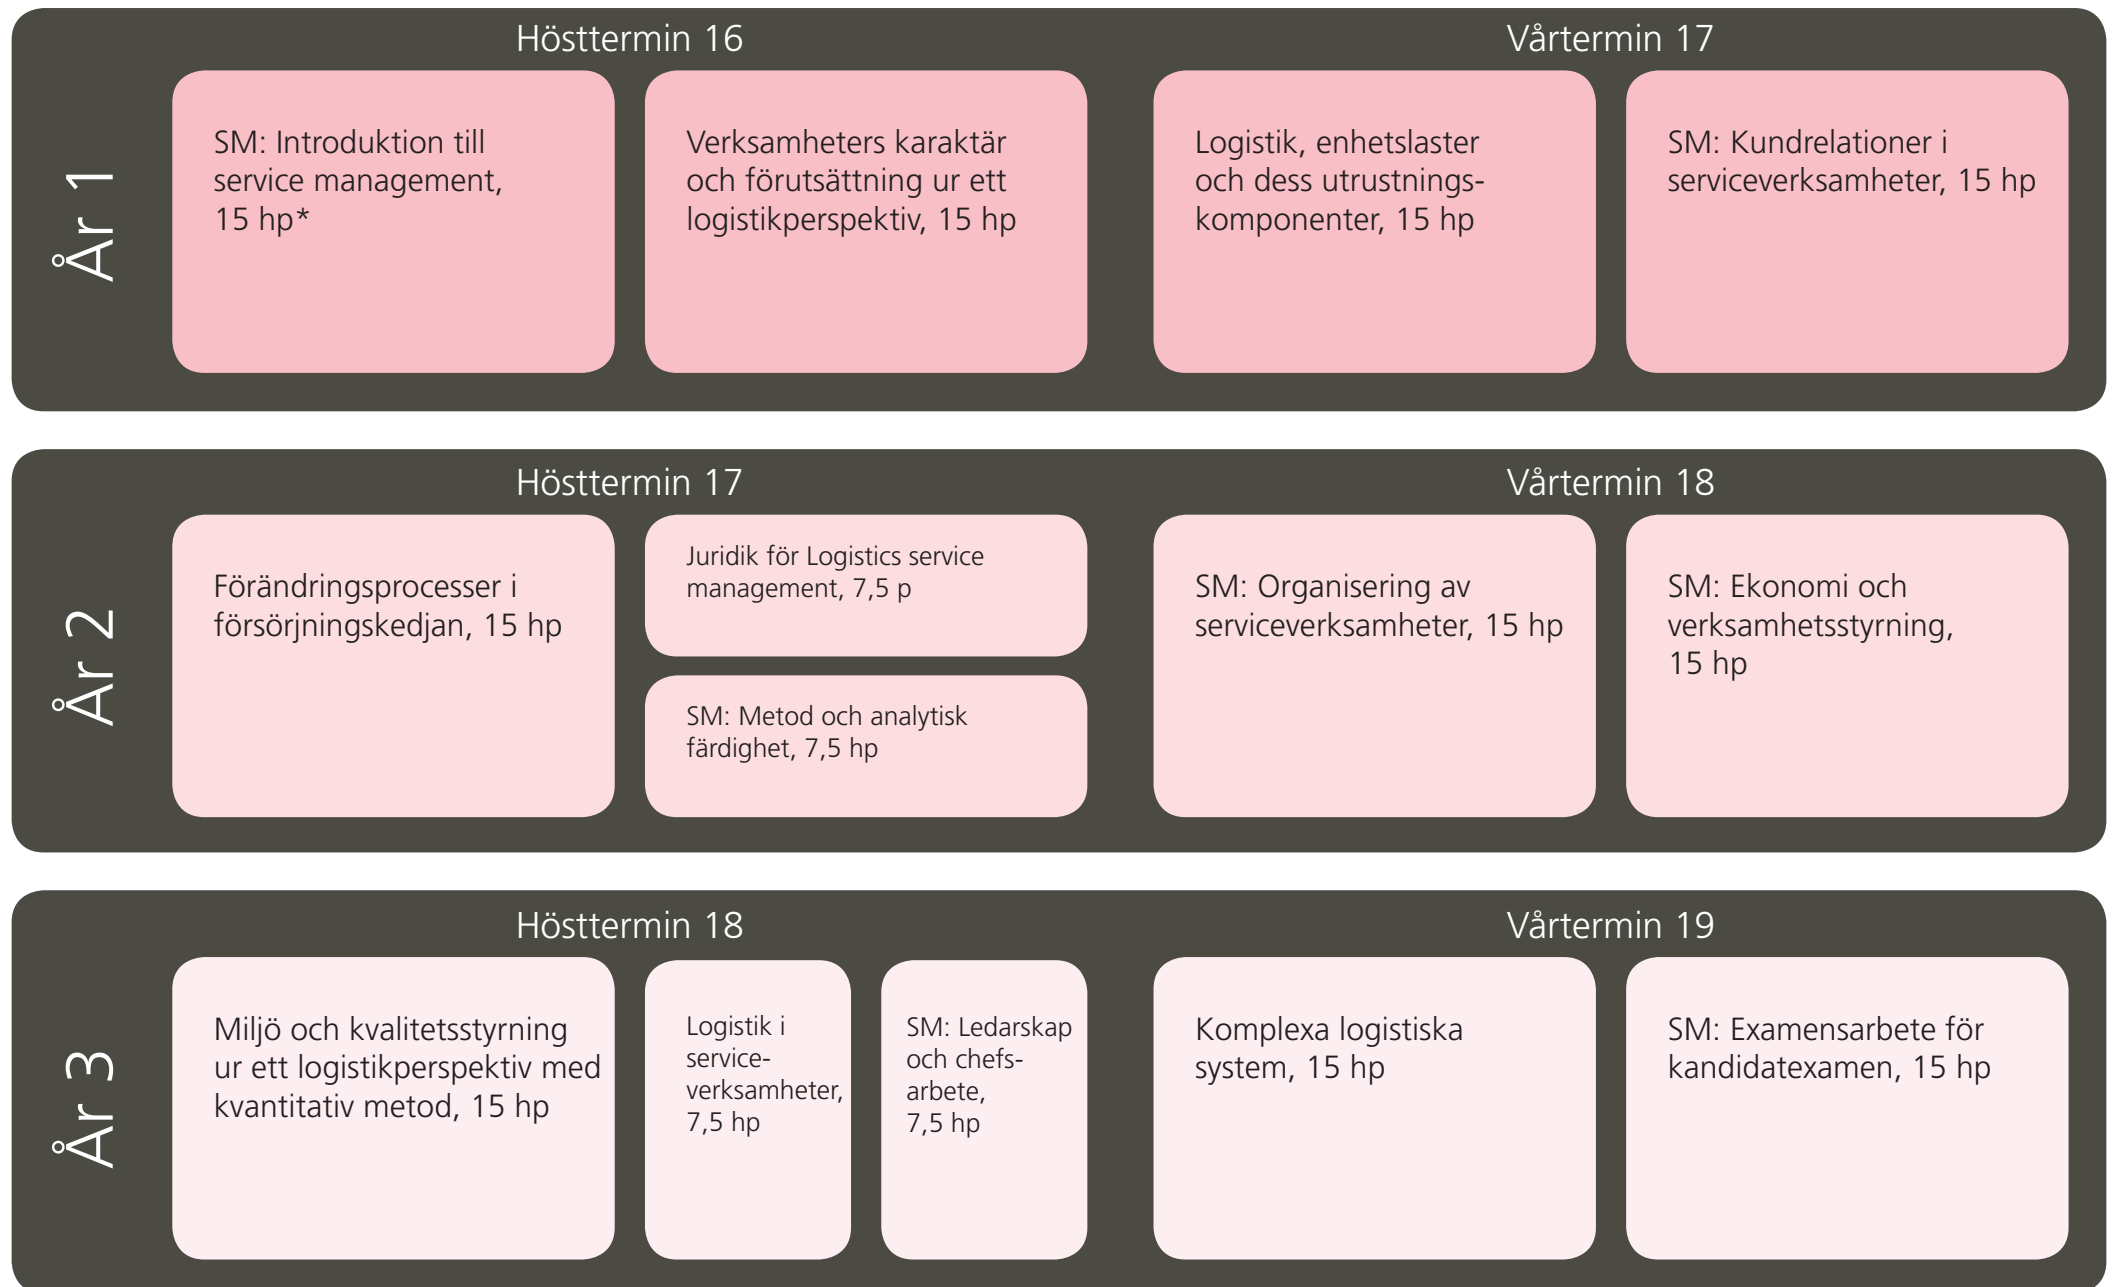 Hösttermin 16
Vårtermin 17
År 1
SM: Introduktion till
service management,
15 hp*
Verksamheters karaktär
och förutsättning ur ett
logistikperspektiv, 15 hp
Logistik, enhetslaster
och dess utrustnings-
komponenter, 15 hp
SM: Kundrelationer i
serviceverksamheter, 15 hp
Hösttermin 17
Vårtermin 18
År 2
Förändringsprocesser i
försörjningskedjan, 15 hp
Juridik för Logistics service
management, 7,5 p
SM: Metod och analytisk
färdighet, 7,5 hp
SM: Organisering av
serviceverksamheter, 15 hp
SM: Ekonomi och
verksamhetsstyrning,
15 hp
Hösttermin 18
Vårtermin 19
År 3
Miljö och kvalitetsstyrning
ur ett logistikperspektiv med
kvantitativ metod, 15 hp
Logistik i
service-
verksamheter,
7,5 hp
SM: Ledarskap
och chefs-
arbete,
7,5 hp
Komplexa logistiska
system, 15 hp
SM: Examensarbete för
kandidatexamen, 15 hp